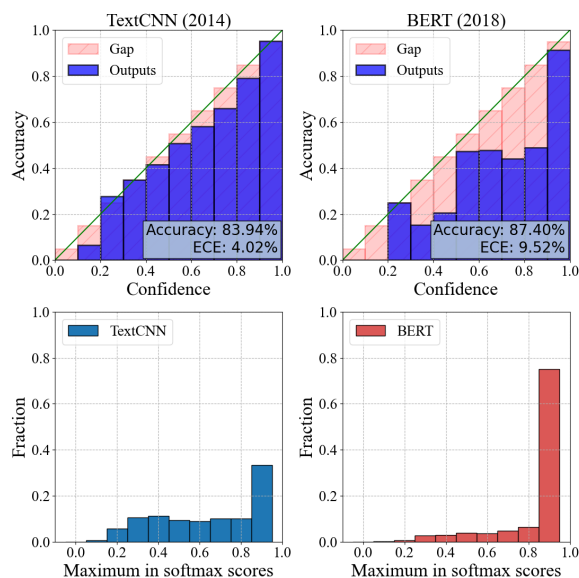 TextCNN (2014)
1.0
0.8
0.6
0.4
0.2
0.0
Accuracy
Gap
Outputs
Accuracy: 83.94%
ECE: 4.02%
0.0 0.2 0.4 0.6 0.8 1.0
Confidence
BERT (2018)
1.0
0.8
0.6
0.4
0.2
0.0
Accuracy
Gap
Outputs
Accuracy: 87.40%
ECE: 9.52%
0.0 0.2 0.4 0.6 0.8 1.0
Confidence
1.0
0.8
0.6
0.4
0.2
0.0
Fraction
TextCNN
0.0 0.2 0.4 0.6 0.8 1.0
Maximum in softmax scores
1.0
0.8
0.6
0.4
0.2
0.0
Fraction
BERT
0.0 0.2 0.4 0.6 0.8 1.0
Maximum in softmax scores